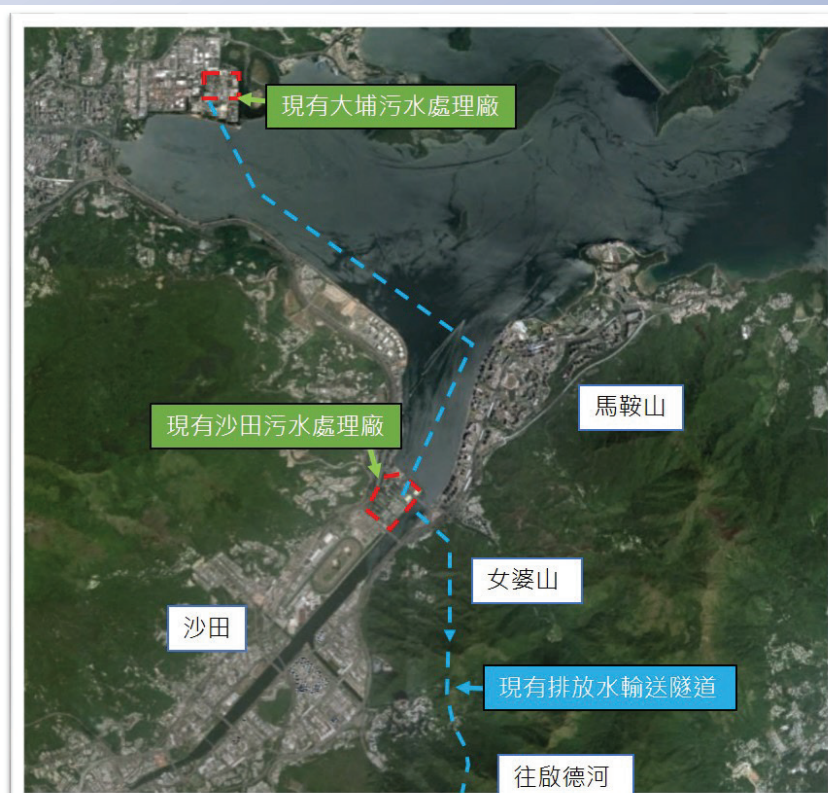 現有大埔污水處理廠
馬鞍山
現有沙田污水處理廠
女婆山
沙田
現有排放水輸送隧道
往啟德河